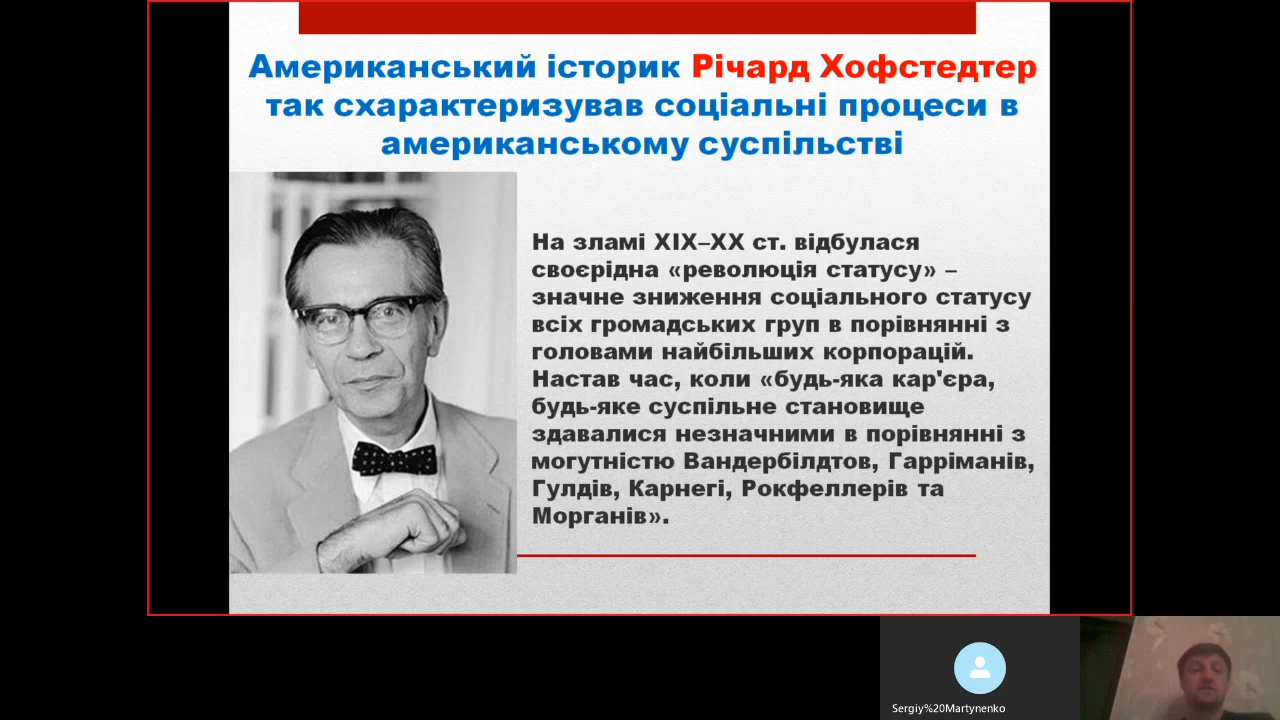 Американський історик Річард Хофстедтер
так схарактеризував соціальні процеси в
американському суспільстві
На зламі XIX–XX ст. відбулася
своєрідна «революція статусу» –
значне зниження соціального статусу
всіх громадських груп в порівнянні з
головами найбільших корпорацій.
Настав час, коли «будь-яка кар'єра,
будь-яке суспільне становище
здавалися незначними в порівнянні з
могутністю Вандербілдтов, Гарріманів,
Гулдів, Карнегі, Рокфеллерів та
Морганів».
Sergiy%20Martynenko